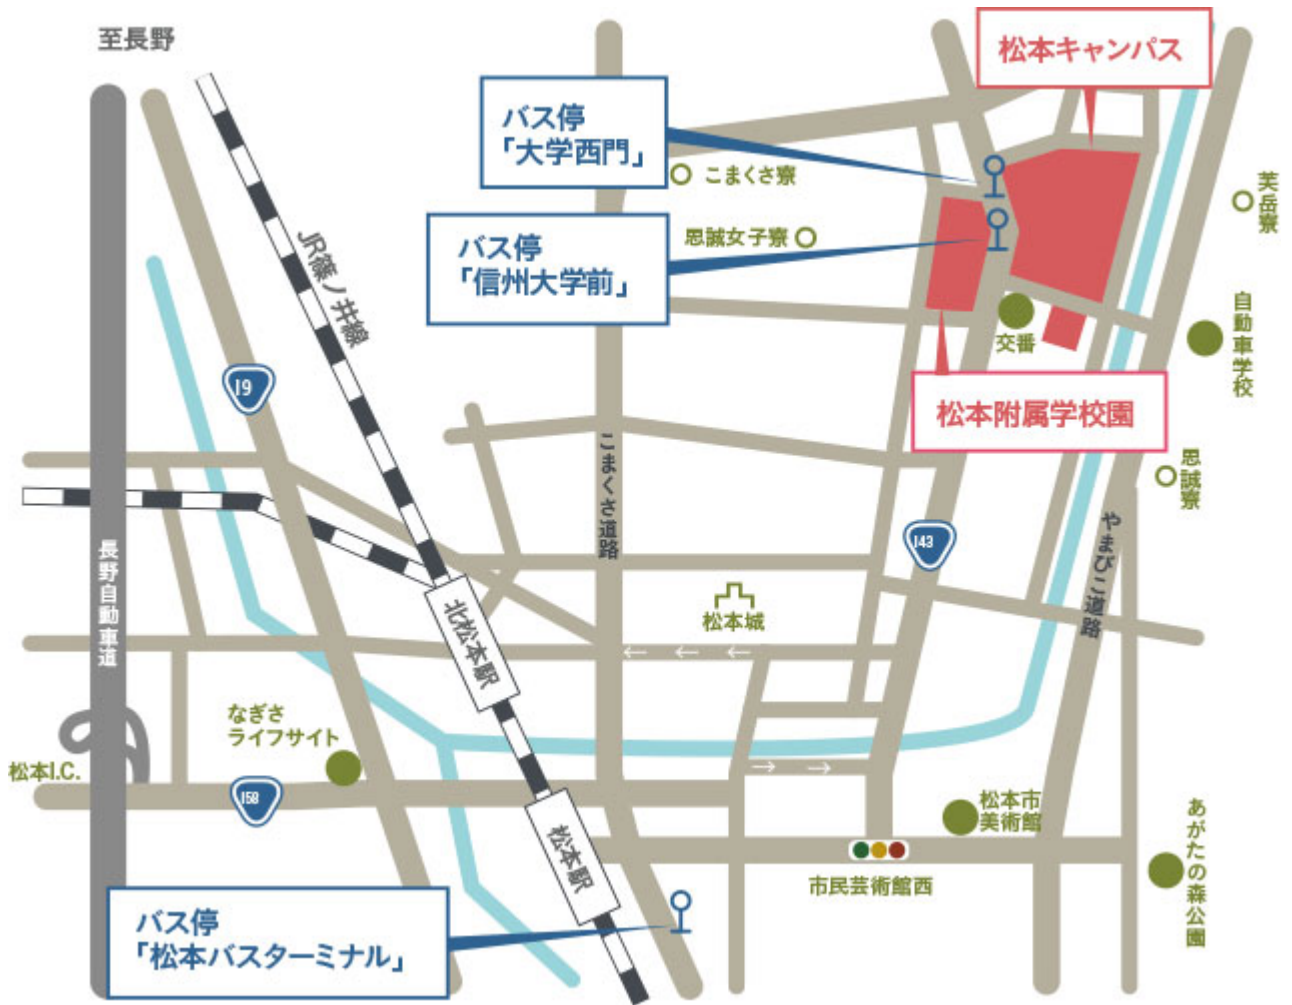 至長野
松本キャンパス
バス停
「大学西門」
こまくさ寮
芙岳寮
思誠女子寮
バス停
「信州大学前」
JR篠ノ井線
自動車学校
交番
19
松本附属学校園
こまくさ道路
思誠寮
143
やまびこ道路
長野自動車道
松本城
北松本駅
なぎさ
ライフサイト
松本I.C.
158
松本市
美術館
松本駅
あがたの森公園
市民芸術館西
バス停
「松本バスターミナル」